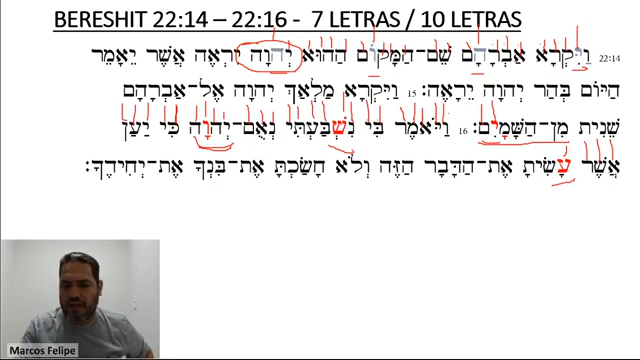 BERESHIT 22:14 – 22:16 - 7 LETRAS / 10 LETRAS
22:14 וַיִּקְרָא אַבְרָהָם שֵׁם־הַמָּקוֹם הַהוּא יְהוָה יִרְאֶה אֲשֶׁר יֵאָמֵר
הַיּוֹם בְּהַר יְהוָה יֵרָאֶה׃ 15 וַיִּקְרָא מַלְאַךְ יְהוָה אֶל־אַבְרָהָם
שֵׁנִית מִן־הַשָּׁמָיִם׃ 16 וַיֹּאמֶר בִּי נִשְׁבַּעְתִּי נְאֻם־יְהוָה כִּי יַעַן
אֲשֶׁר עָשִׂיתָ אֶת־הַדָּבָר הַזֶּה וְלֹא חָשַׂכְתָּ אֶת־בִּנְךָ אֶת־יְחִידֶךָ׃
Marcos Felipe